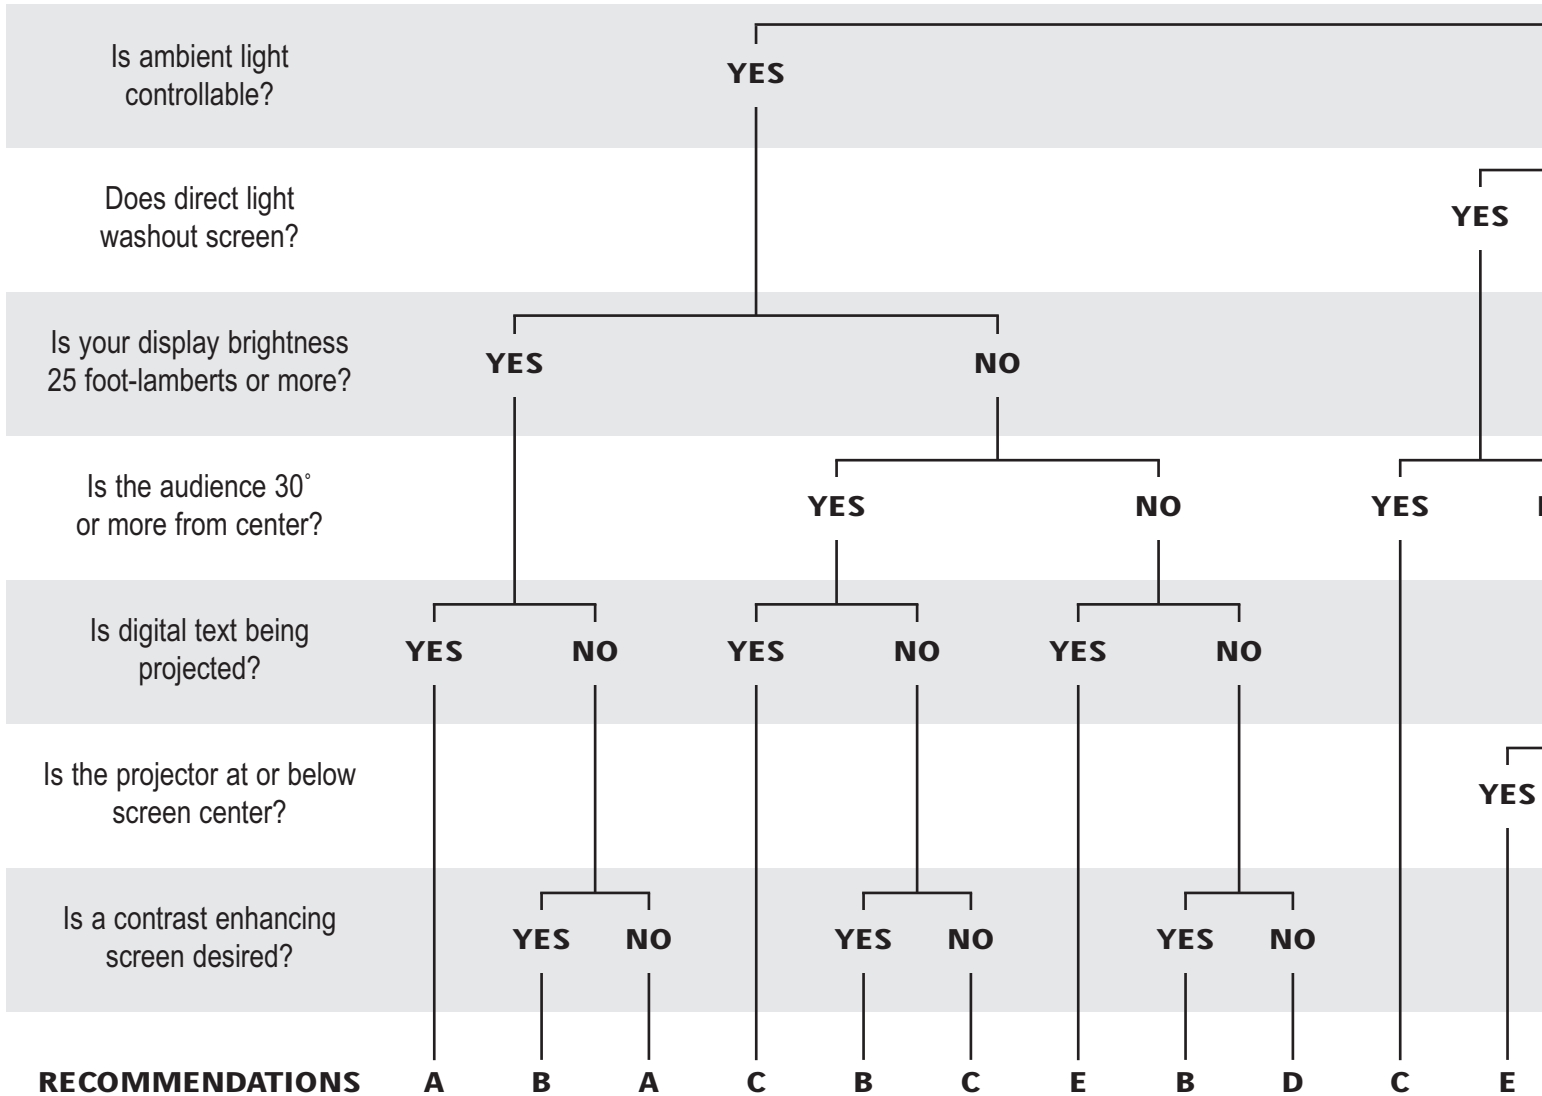 Is ambient light
controllable?
YES
Does direct light
washout screen?
YES
Is your display brightness
25 foot-lamberts or more?
YES NO
Is the audience 30°
or more from center?
YES NO YES
Is digital text being
projected?
YES NO YES NO YES NO
Is the projector at or below
screen center?
YES
Is a contrast enhancing
screen desired?
YES NO YES NO YES NO
RECOMMENDATIONS A B A C B C E B D C E